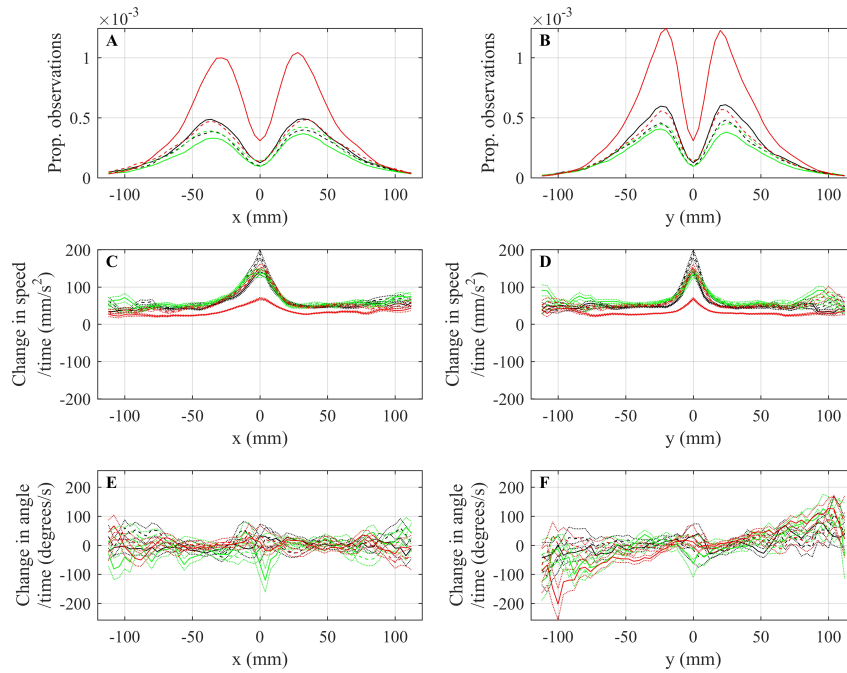 ×10⁻³ ×10⁻³
A B
1 1
0.5 0.5
0 0
Prop. observations Prop. observations
-100 -50 0 50 100 -100 -50 0 50 100
x (mm) y (mm)
C D
200 200
100 100
0 0
-100 -100
-200 -200
Change in speed Change in speed
/time (mm/s²) /time (mm/s²)
-100 -50 0 50 100 -100 -50 0 50 100
x (mm) y (mm)
E F
200 200
100 100
0 0
-100 -100
-200 -200
Change in angle Change in angle
/time (degrees/s) /time (degrees/s)
-100 -50 0 50 100 -100 -50 0 50 100
x (mm) y (mm)